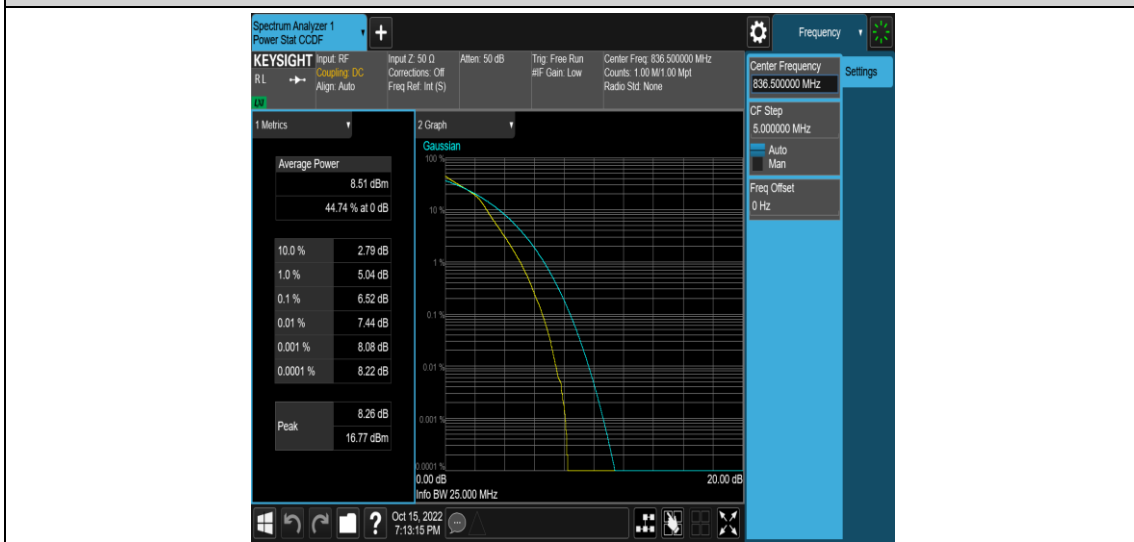 Spectrum Analyzer 1
Power Stat CCDF
+
Frequency
KEYSIGHT
RL
LXI
Input: RF
Coupling: DC
Align: Auto
Input Z: 50 Ω
Corrections: Off
Freq Ref: Int (S)
Atten: 50 dB
Trig: Free Run
#IF Gain: Low
Center Freq: 836.500000 MHz
Counts: 1.00 M/1.00 Mpt
Radio Std: None
Center Frequency
836.500000 MHz
Settings
CF Step
5.000000 MHz
Auto
Man
Freq Offset
0 Hz
1 Metrics
Average Power
8.51 dBm
44.74 % at 0 dB
10.0 % 2.79 dB
1.0 % 5.04 dB
0.1 % 6.52 dB
0.01 % 7.44 dB
0.001 % 8.08 dB
0.0001 % 8.22 dB
Peak
8.26 dB
16.77 dBm
2 Graph
Gaussian
100 %
10 %
1 %
0.1 %
0.01 %
0.001 %
0.0001 %
0.00 dB 20.00 dB
Info BW 25.000 MHz
?
Oct 15, 2022
7:13:15 PM